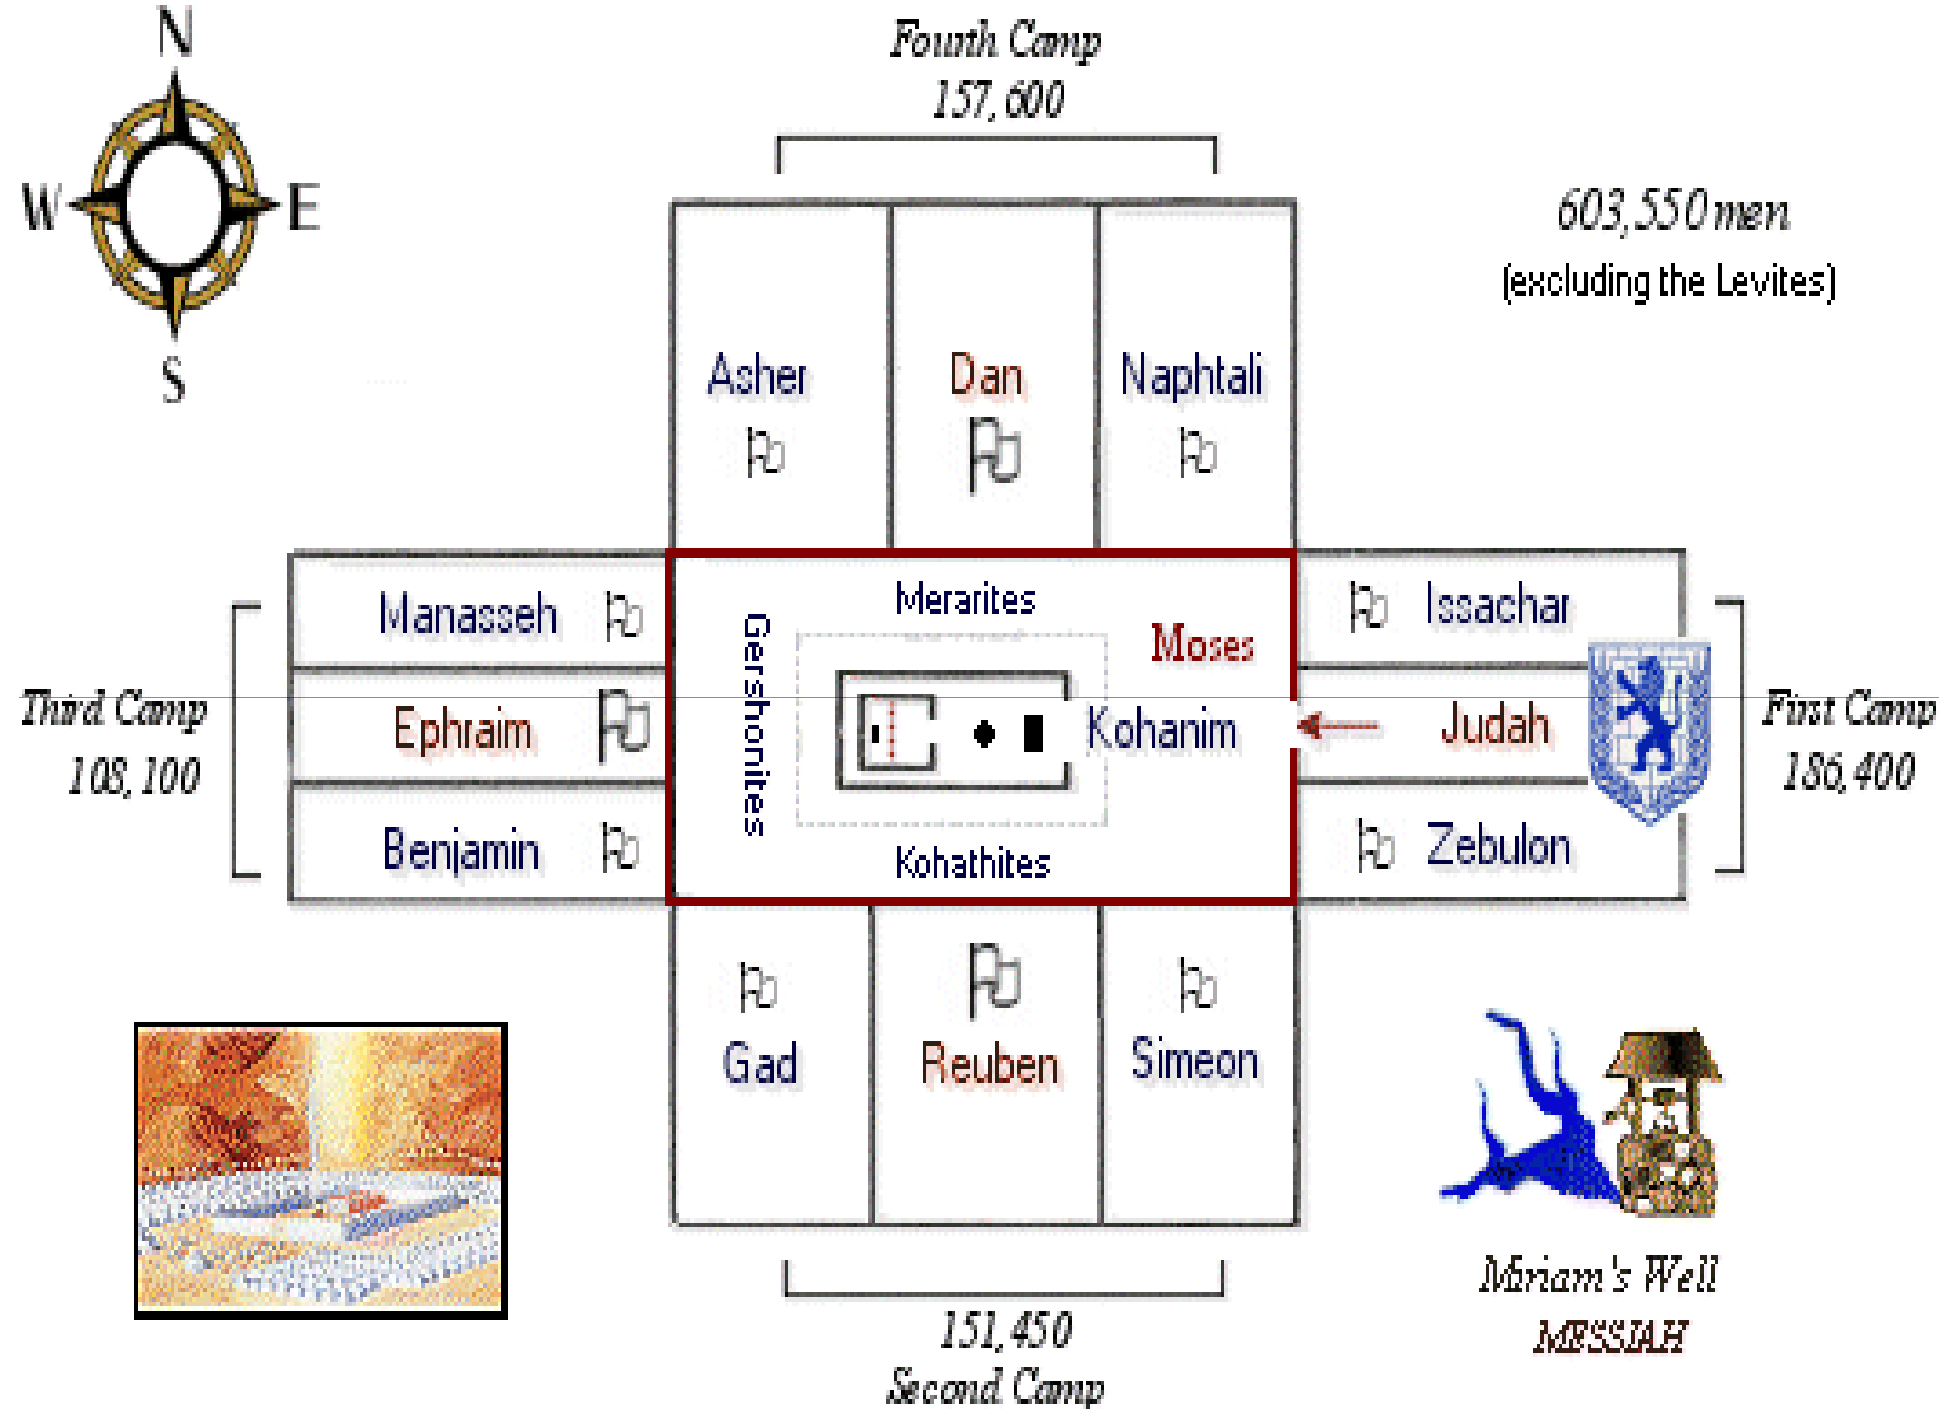 N
W E
S
Fourth Camp
157,600
603,550 men
(excluding the Levites)
Asher
Dan
Naphtali
Manasseh
Ephraim
Benjamin
Third Camp
108,100
Merarites
Gershonites
Moses
Kohanim
Kohathites
Issachar
Judah
Zebulon
First Camp
186,400
Gad
Reuben
Simeon
151,450
Second Camp
Miriam's Well
MESSIAH